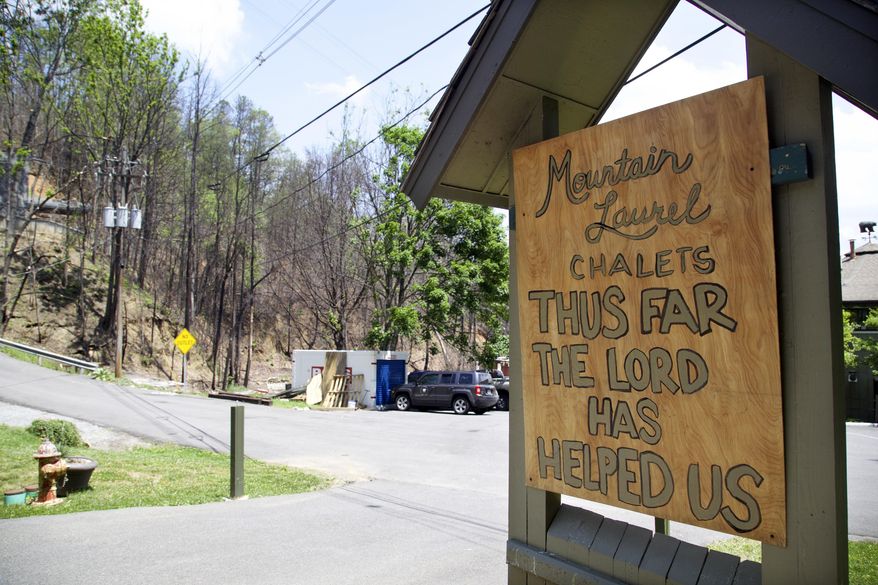 Mountain
Laurel
CHALETS
THUS FAR
THE LORD
HAS
HELPED US